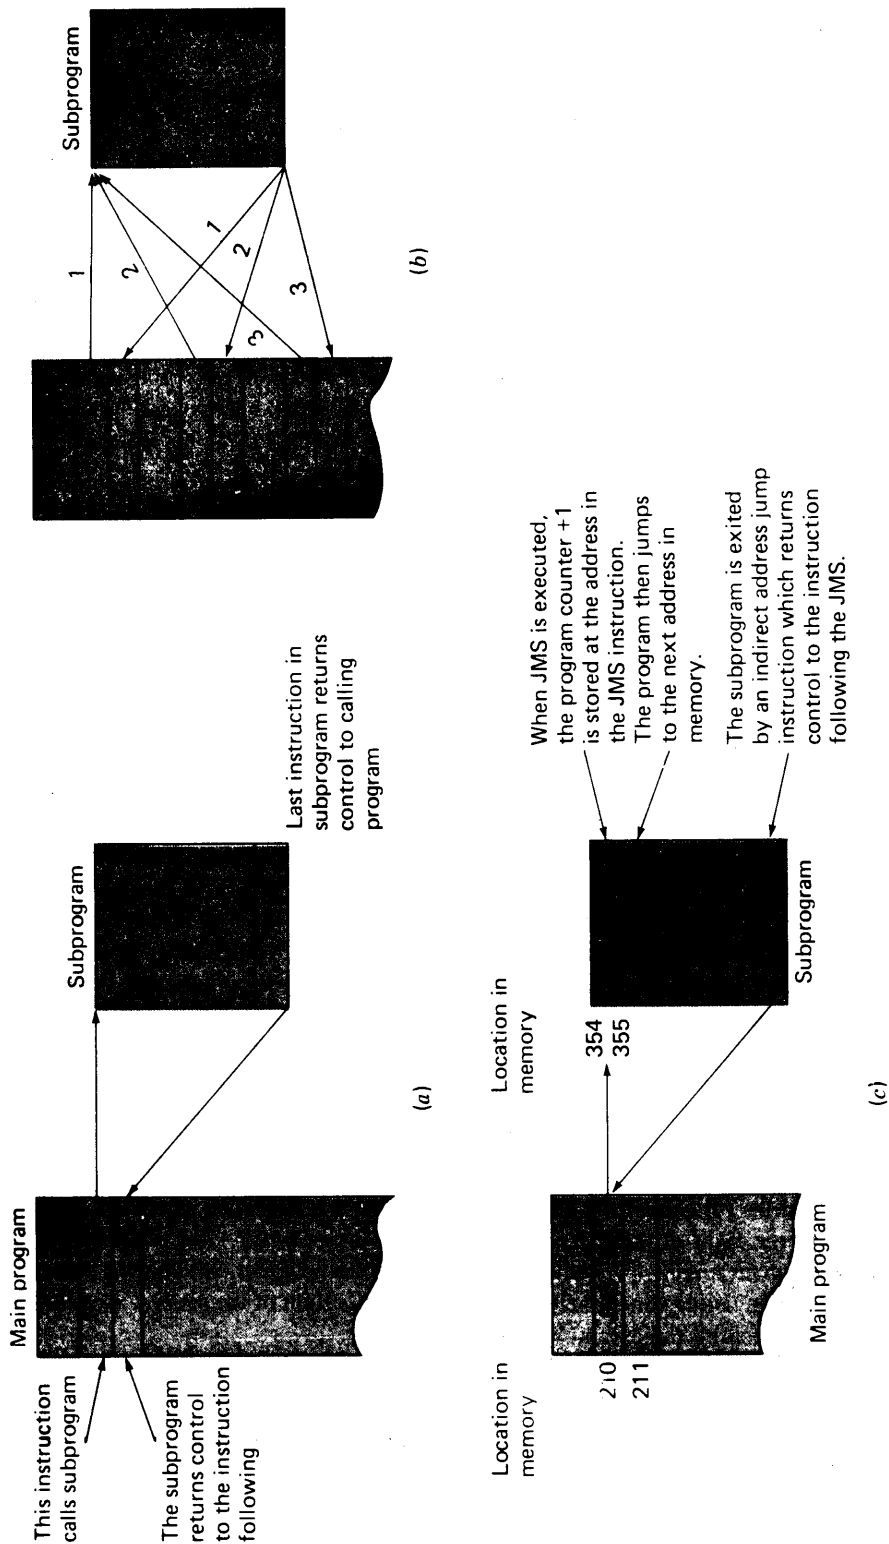 Main program
Subprogram
This instruction
calls subprogram
The subprogram
returns control
to the instruction
following
Last instruction in
subprogram returns
control to calling
program
(a)
Subprogram
1
2
3
1
2
3
(b)
Location in
memory
210
211
Main program
Location in
memory
354
355
Subprogram
When JMS is executed,
the program counter +1
is stored at the address in
the JMS instruction.
The program then jumps
to the next address in
memory.
The subprogram is exited
by an indirect address jump
instruction which returns
control to the instruction
following the JMS.
(c)